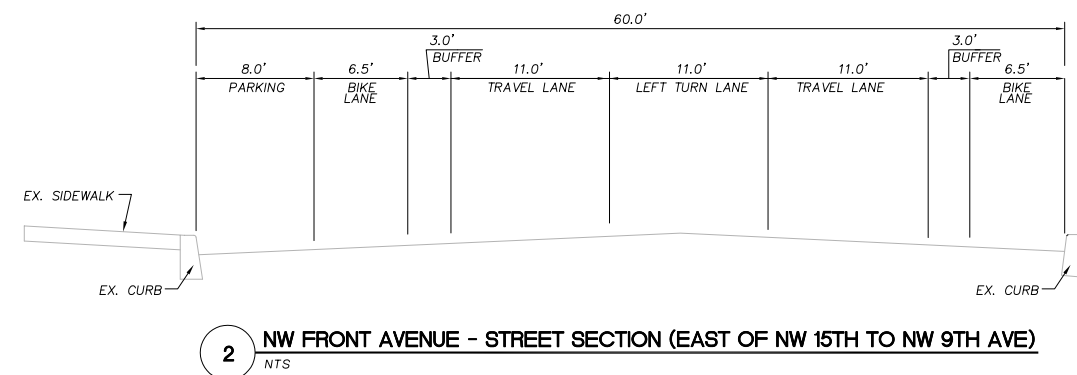 60.0'
3.0'
BUFFER
3.0'
BUFFER
8.0'
PARKING
6.5'
BIKE
LANE
11.0'
TRAVEL LANE
11.0'
LEFT TURN LANE
11.0'
TRAVEL LANE
6.5'
BIKE
LANE
EX. SIDEWALK
EX. CURB
EX. CURB
2
NW FRONT AVENUE - STREET SECTION (EAST OF NW 15TH TO NW 9TH AVE)
NTS